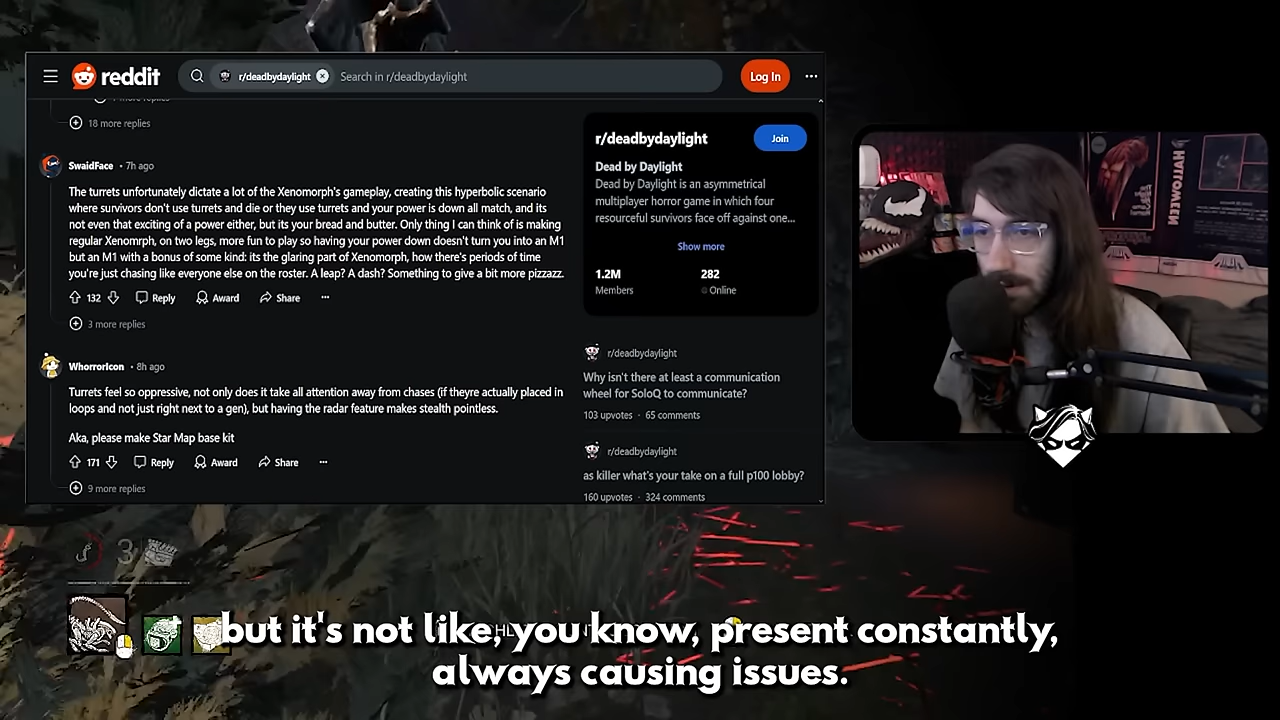 reddit
r/deadbydaylight
Search in r/deadbydaylight
Log In
18 more replies
SwaidFace • 7h ago
The turrets unfortunately dictate a lot of the Xenomorph's gameplay, creating this hyperbolic scenario
where survivors don't use turrets and die or they use turrets and your power is down all match, and its
not even that exciting of a power either, but its your bread and butter. Only thing I can think of is making
regular Xenomrph, on two legs, more fun to play so having your power down doesn't turn you into an M1
but an M1 with a bonus of some kind: its the glaring part of Xenomorph, how there's periods of time
you're just chasing like everyone else on the roster. A leap? A dash? Something to give a bit more pizzazz.
132
Reply
Award
Share
3 more replies
WhorrorIcon • 8h ago
Turrets feel so oppressive, not only does it take all attention away from chases (if theyre actually placed in
loops and not just right next to a gen), but having the radar feature makes stealth pointless.
Aka, please make Star Map base kit
171
Reply
Award
Share
9 more replies
r/deadbydaylight
Join
Dead by Daylight
Dead by Daylight is an asymmetrical
multiplayer horror game in which four
resourceful survivors face off against one...
Show more
1.2M
282
Members
Online
r/deadbydaylight
Why isn't there at least a communication
wheel for SoloQ to communicate?
103 upvotes · 65 comments
r/deadbydaylight
as killer what's your take on a full p100 lobby?
160 upvotes · 324 comments
HALLOWEEN
3
but it's not like, you know, present constantly,
always causing issues.